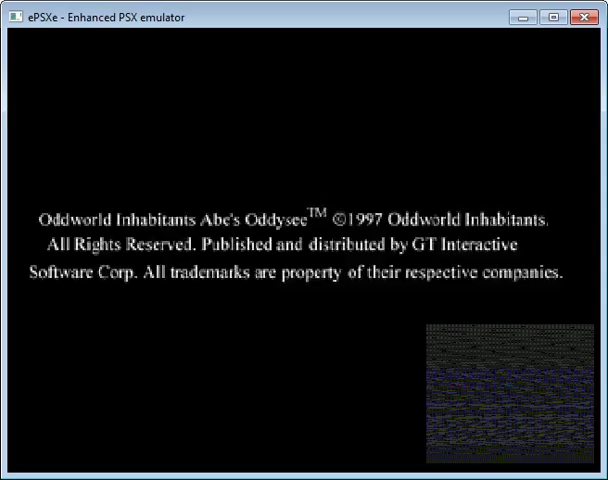 ePSXe - Enhanced PSX emulator
Oddworld Inhabitants Abe's Oddysee™ ©1997 Oddworld Inhabitants.
All Rights Reserved. Published and distributed by GT Interactive
Software Corp. All trademarks are property of their respective companies.